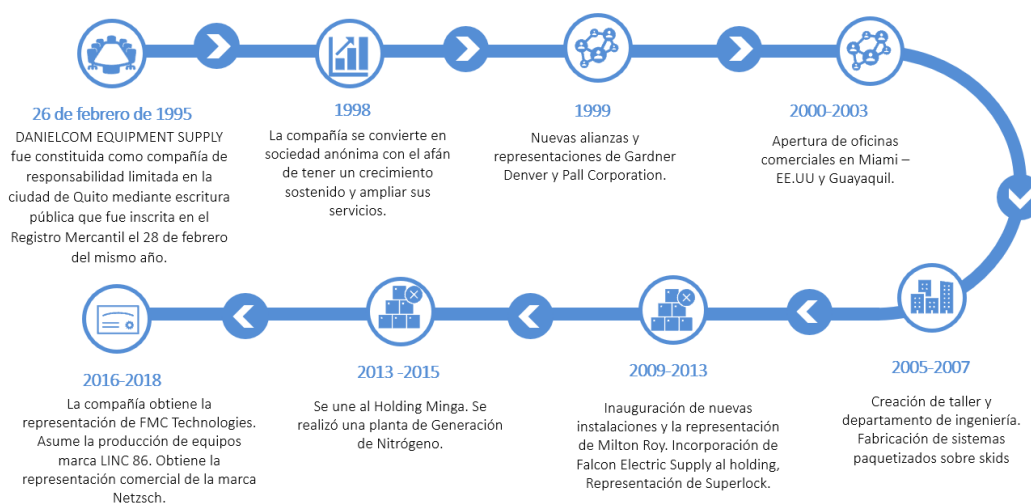 26 de febrero de 1995
DANIELCOM EQUIPMENT SUPPLY
fue constituida como compañía de
responsabilidad limitada en la
ciudad de Quito mediante escritura
pública que fue inscrita en el
Registro Mercantil el 28 de febrero
del mismo año.
1998
La compañía se convierte en
sociedad anónima con el afán
de tener un crecimiento
sostenido y ampliar sus
servicios.
1999
Nuevas alianzas y
representaciones de Gardner
Denver y Pall Corporation.
2000-2003
Apertura de oficinas
comerciales en Miami –
EE.UU y Guayaquil.
2005-2007
Creación de taller y
departamento de ingeniería.
Fabricación de sistemas
paquetizados sobre skids
2009-2013
Inauguración de nuevas
instalaciones y la representación
de Milton Roy. Incorporación de
Falcon Electric Supply al holding,
Representación de Superlock.
2013 -2015
Se une al Holding Minga. Se
realizó una planta de Generación
de Nitrógeno.
2016-2018
La compañía obtiene la
representación de FMC Technologies.
Asume la producción de equipos
marca LINC 86. Obtiene la
representación comercial de la marca
Netzsch.